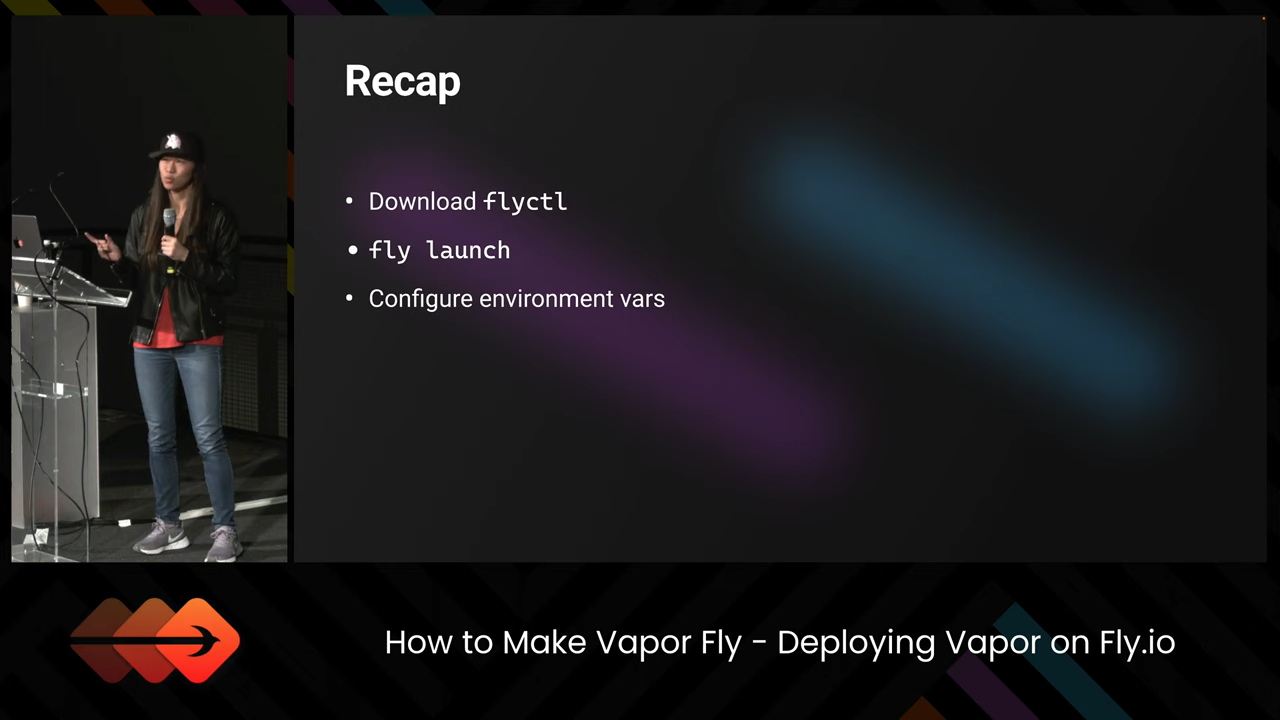 Recap
• Download flyctl
• fly launch
• Configure environment vars
How to Make Vapor Fly - Deploying Vapor on Fly.io